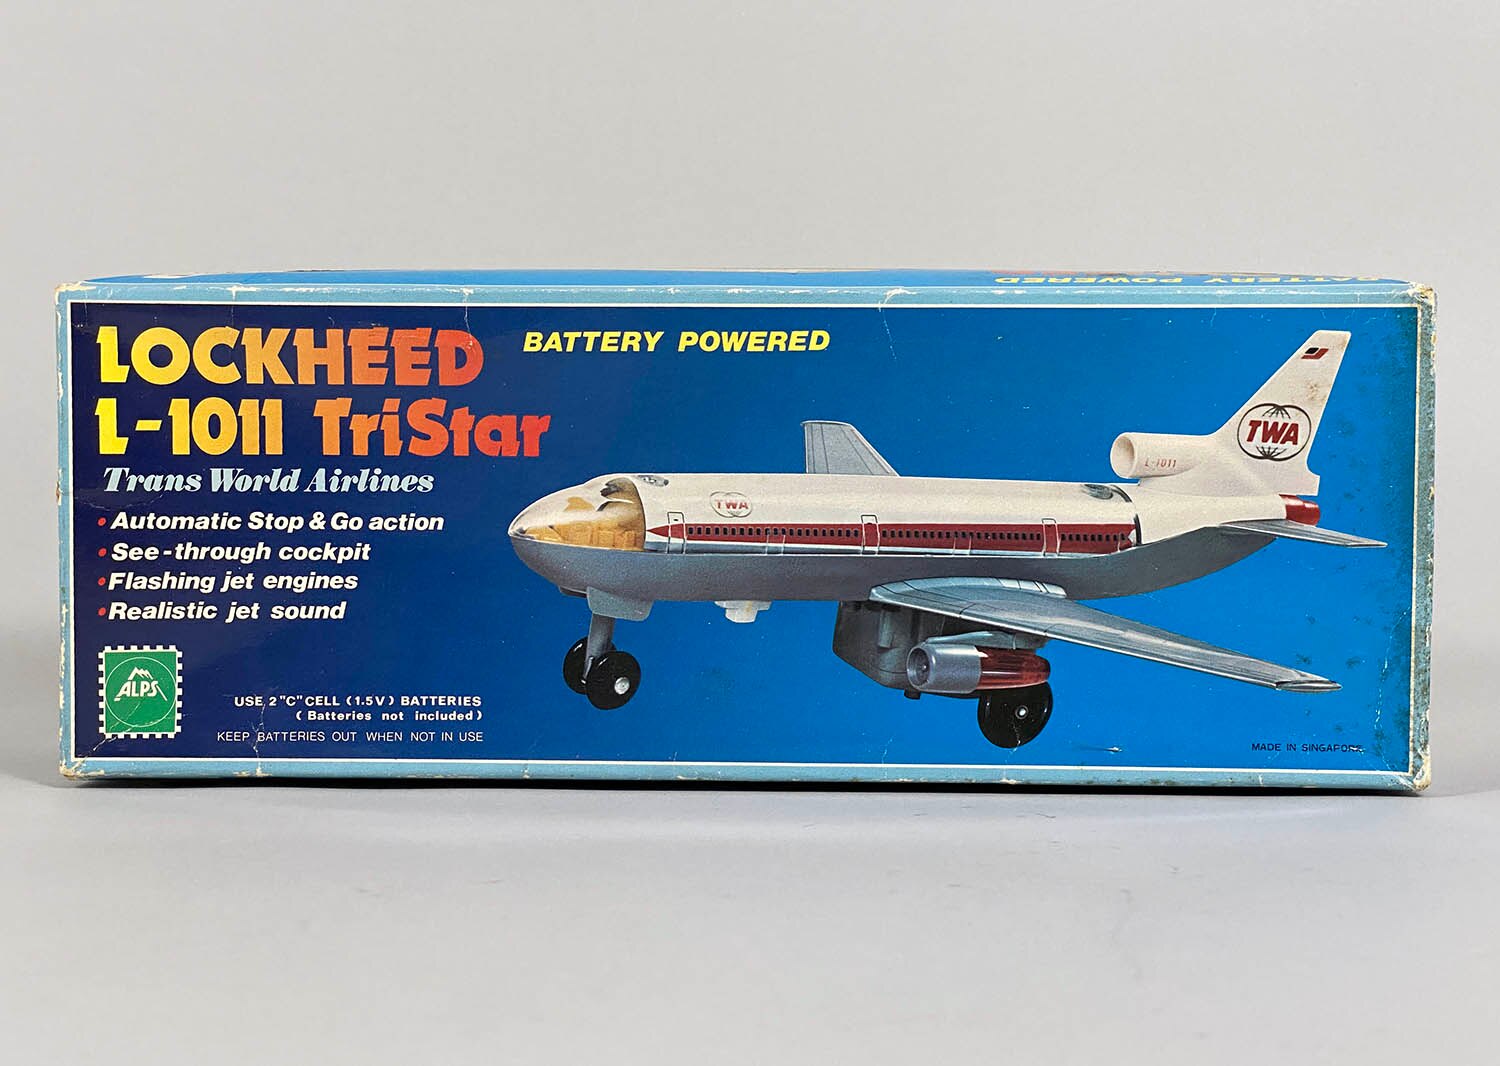 BATTERY POWERED
LOCKHEED
L-1011 TriStar
Trans World Airlines
• Automatic Stop & Go action
• See-through cockpit
• Flashing jet engines
• Realistic jet sound
ALPS
USE 2 "C" CELL (1.5V) BATTERIES
(Batteries not included)
KEEP BATTERIES OUT WHEN NOT IN USE
BATTERY POWERED
TWA
L-1011
TWA
MADE IN SINGAPORE